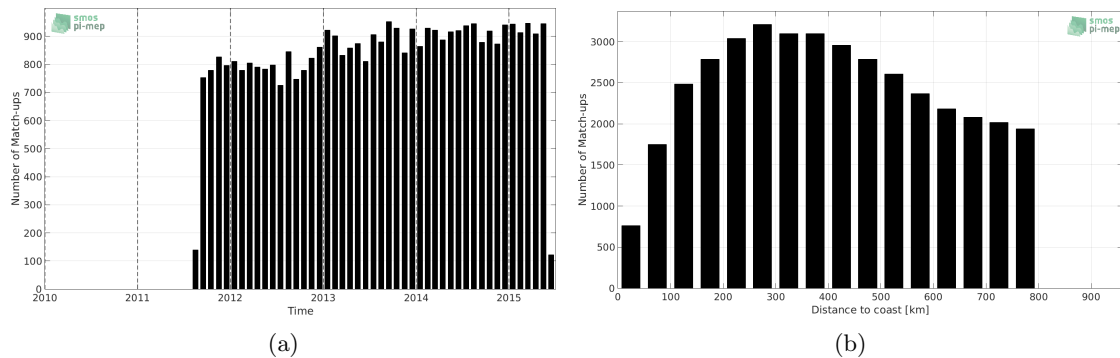 smos
pi-mep
900
800
700
600
500
400
300
200
100
0
Number of Match-ups
2010 2011 2012 2013 2014 2015
Time
(a)
smos
pi-mep
3000
2500
2000
1500
1000
500
0
Number of Match-ups
0 100 200 300 400 500 600 700 800 900
Distance to coast [km]
(b)